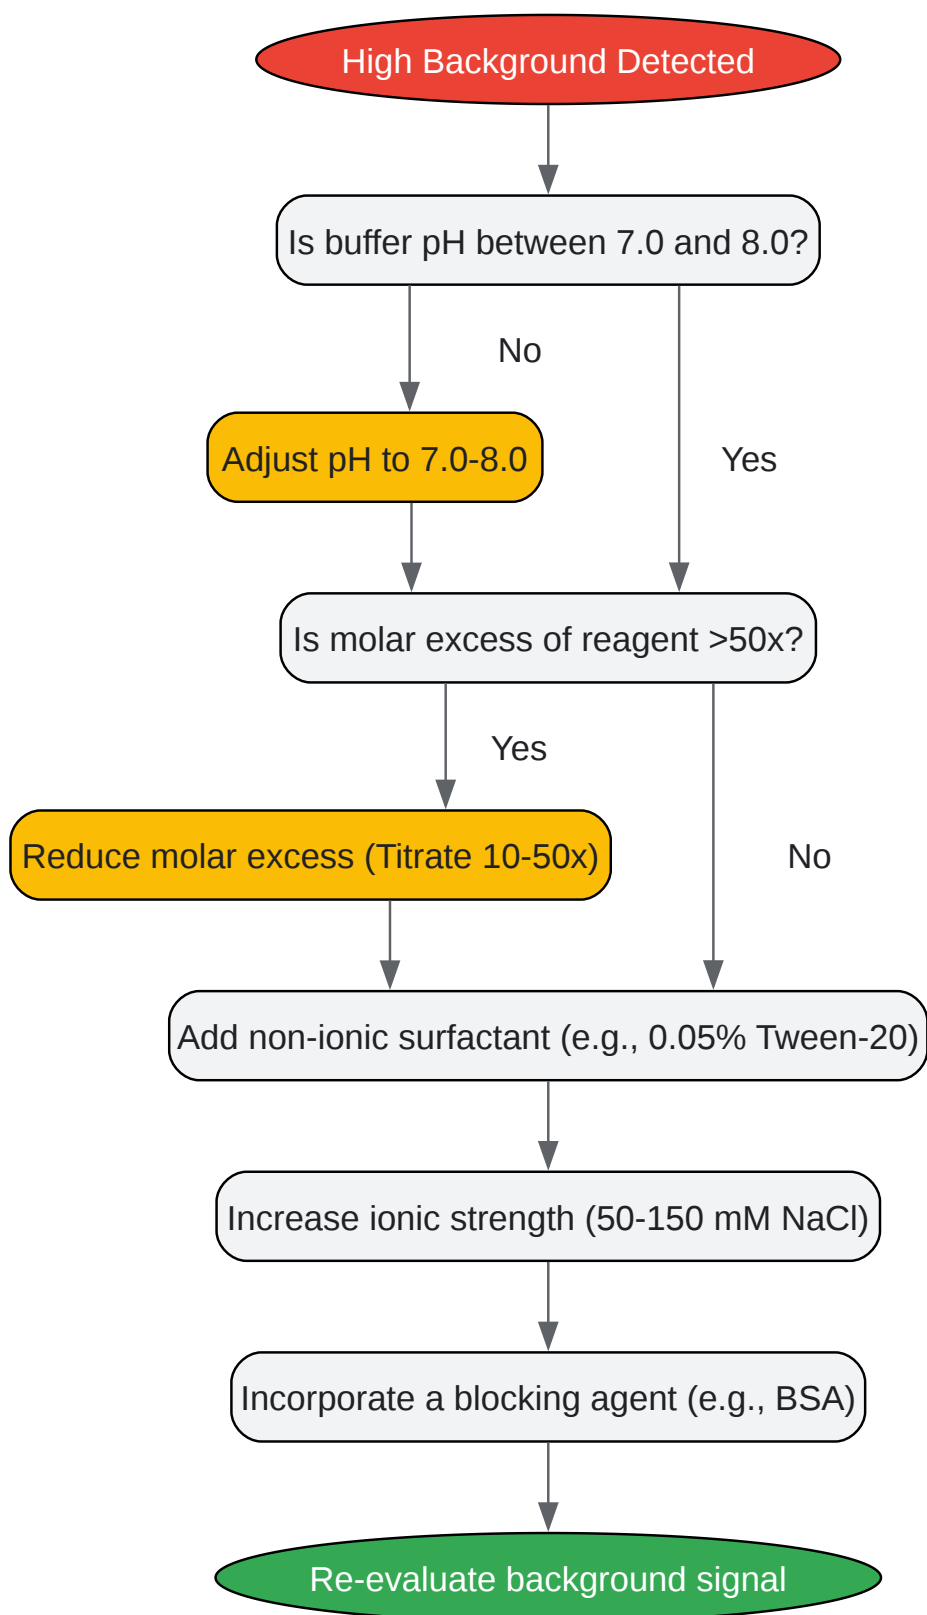 High Background Detected
Is buffer pH between 7.0 and 8.0?
No
Adjust pH to 7.0-8.0
Yes
Is molar excess of reagent >50x?
Yes
Reduce molar excess (Titrate 10-50x)
No
Add non-ionic surfactant (e.g., 0.05% Tween-20)
Increase ionic strength (50-150 mM NaCl)
Incorporate a blocking agent (e.g., BSA)
Re-evaluate background signal